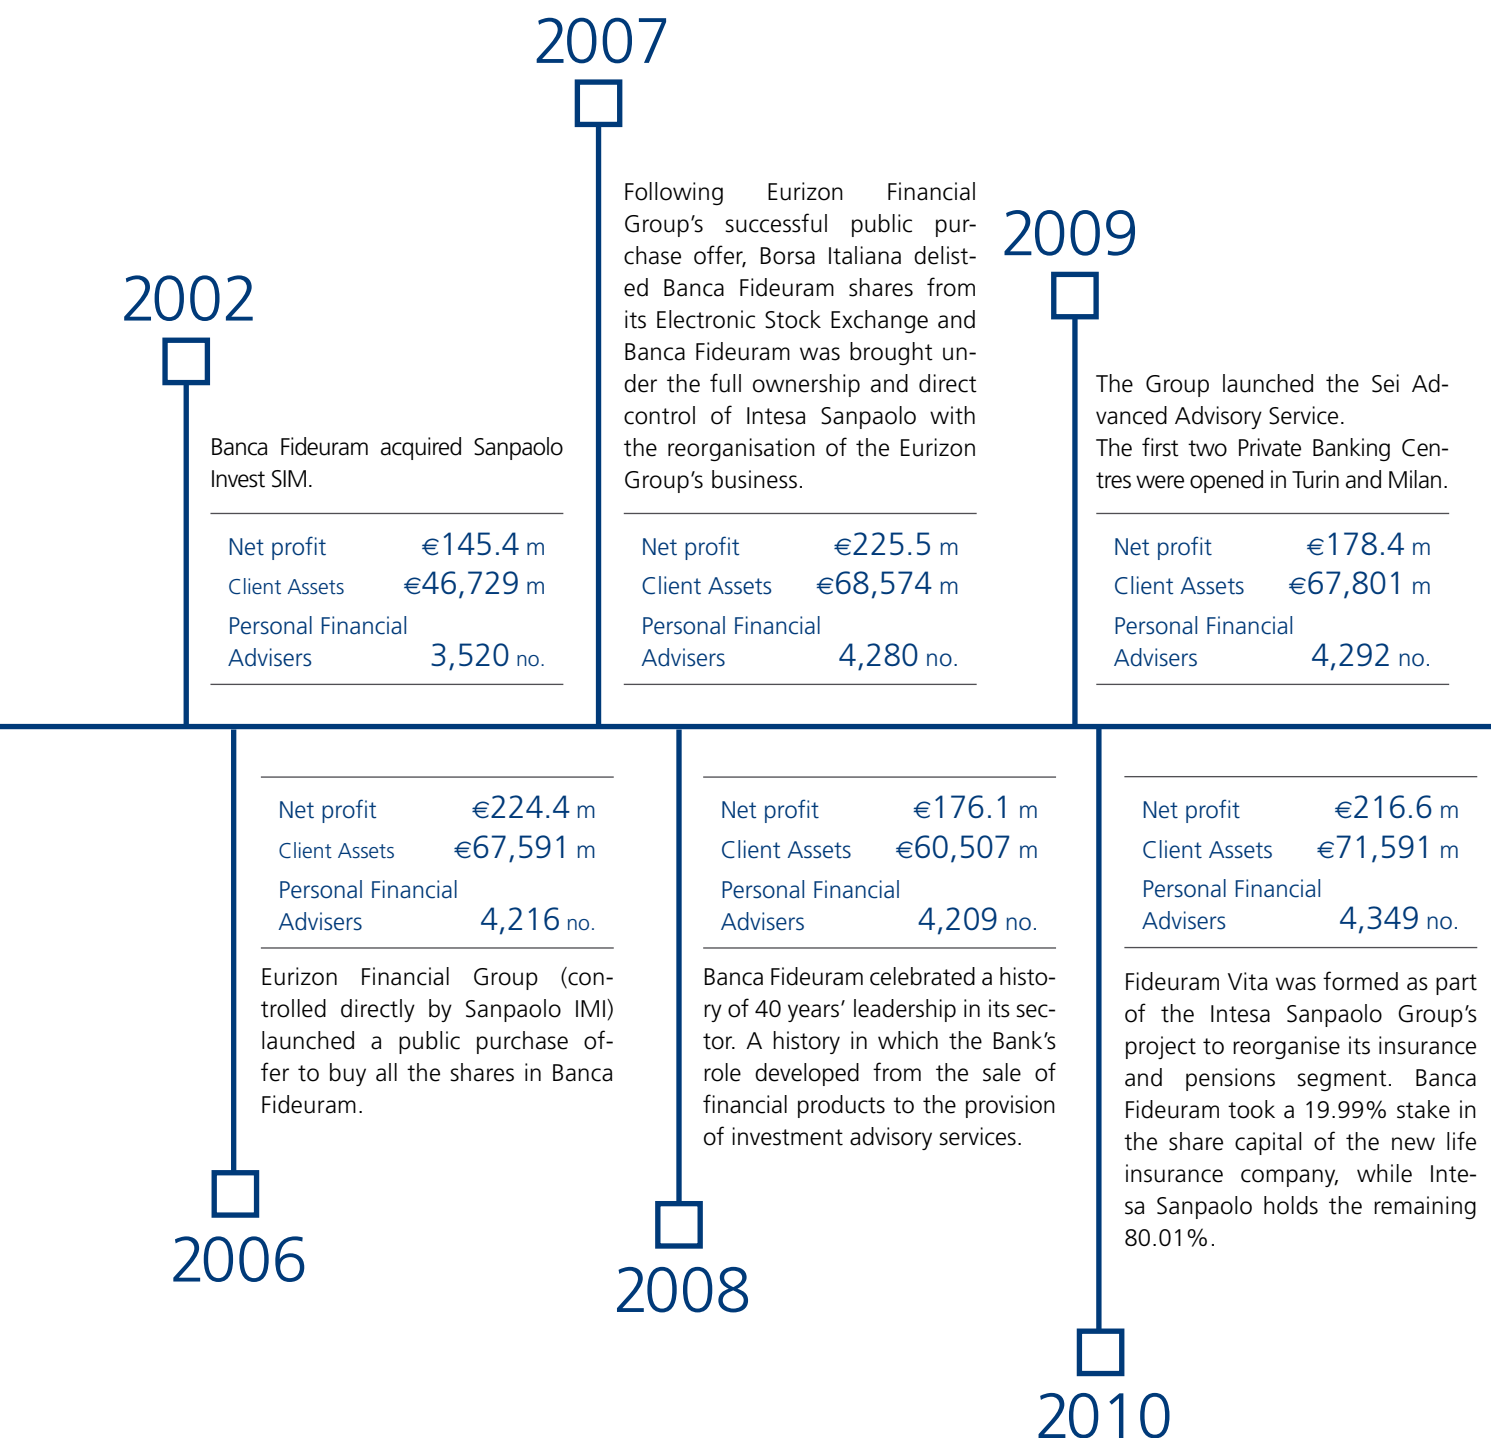 2007
Following Eurizon Financial
Group's successful public pur-
chase offer, Borsa Italiana delist-
ed Banca Fideuram shares from
its Electronic Stock Exchange and
Banca Fideuram was brought un-
der the full ownership and direct
control of Intesa Sanpaolo with
the reorganisation of the Eurizon
Group's business.
Net profit €225.5 m
Client Assets €68,574 m
Personal Financial
Advisers 4,280 no.
2009
The Group launched the Sei Ad-
vanced Advisory Service.
The first two Private Banking Cen-
tres were opened in Turin and Milan.
Net profit €178.4 m
Client Assets €67,801 m
Personal Financial
Advisers 4,292 no.
2002
Banca Fideuram acquired Sanpaolo
Invest SIM.
Net profit €145.4 m
Client Assets €46,729 m
Personal Financial
Advisers 3,520 no.
Net profit €224.4 m
Client Assets €67,591 m
Personal Financial
Advisers 4,216 no.
Eurizon Financial Group (con-
trolled directly by Sanpaolo IMI)
launched a public purchase of-
fer to buy all the shares in Banca
Fideuram.
2006
Net profit €176.1 m
Client Assets €60,507 m
Personal Financial
Advisers 4,209 no.
Banca Fideuram celebrated a histo-
ry of 40 years' leadership in its sec-
tor. A history in which the Bank's
role developed from the sale of
financial products to the provision
of investment advisory services.
2008
Net profit €216.6 m
Client Assets €71,591 m
Personal Financial
Advisers 4,349 no.
Fideuram Vita was formed as part
of the Intesa Sanpaolo Group's
project to reorganise its insurance
and pensions segment. Banca
Fideuram took a 19.99% stake in
the share capital of the new life
insurance company, while Inte-
sa Sanpaolo holds the remaining
80.01%.
2010